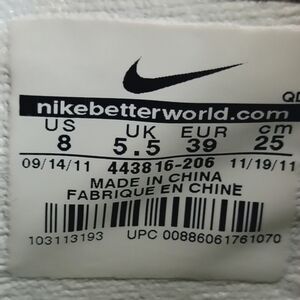 QD
nikebetterworld.com
US UK EUR cm
8 5.5 39 25
09/14/11 443816-206 11/19/11
MADE IN CHINA
FABRIQUE EN CHINE
103113193 UPC 00886061761070